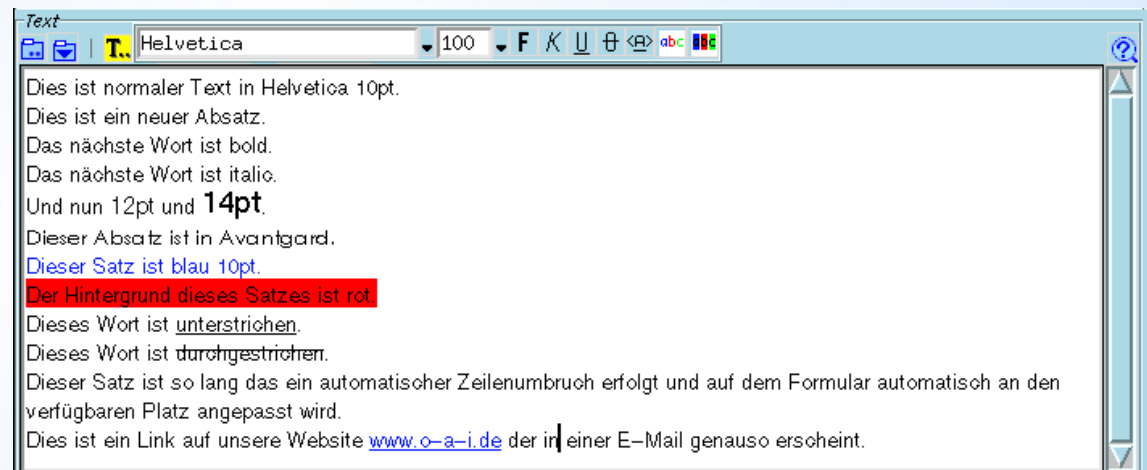 Text
T.. Helvetica 100 F K U O <A> abc abc
Dies ist normaler Text in Helvetica 10pt.
Dies ist ein neuer Absatz.
Das nächste Wort ist bold.
Das nächste Wort ist italic.
Und nun 12pt und 14pt.
Dieser Absatz ist in Avantgard.
Dieser Satz ist blau 10pt.
Der Hintergrund dieses Satzes ist rot.
Dieses Wort ist unterstrichen.
Dieses Wort ist durchgestrichen.
Dieser Satz ist so lang das ein automatischer Zeilenumbruch erfolgt und auf dem Formular automatisch an den
verfügbaren Platz angepasst wird.
Dies ist ein Link auf unsere Website www.o-a-i.de der in einer E-Mail genauso erscheint.